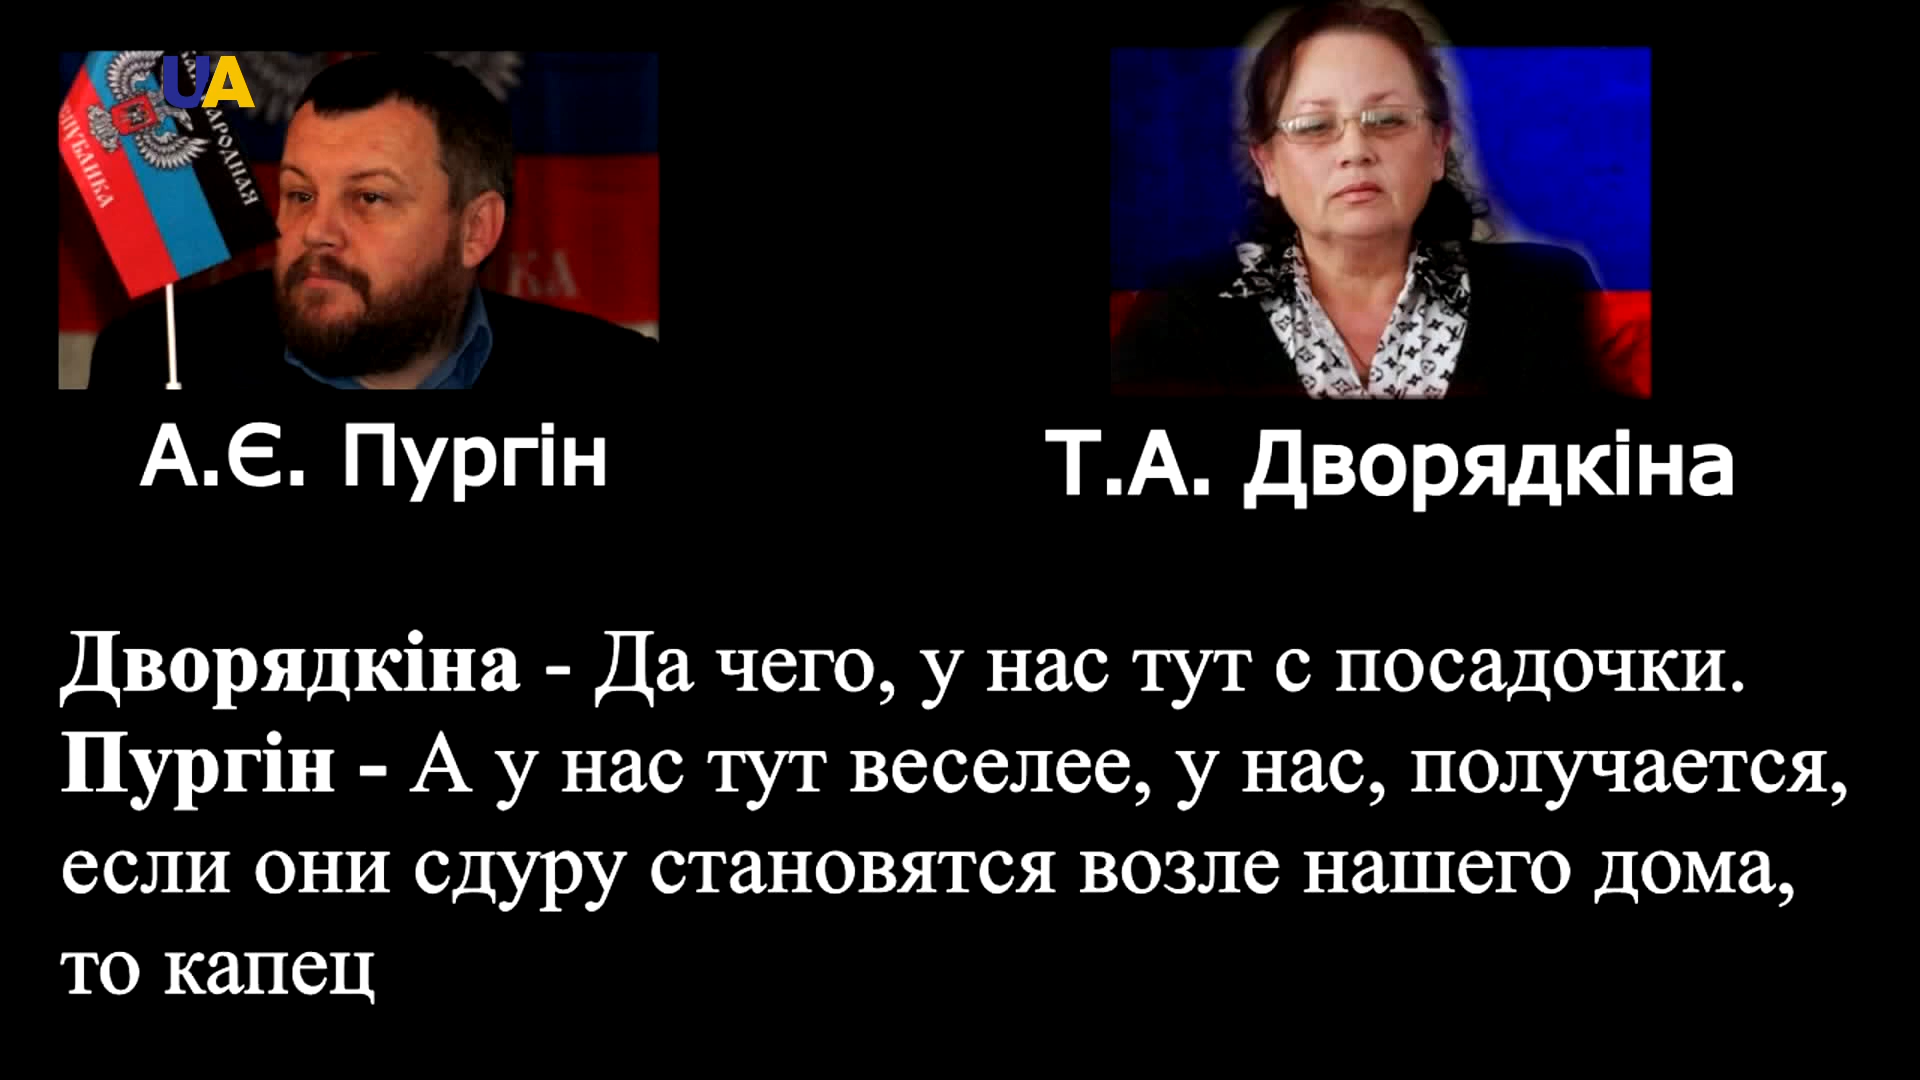 UA
НАРОДНАЯ
А.Є. Пургін
Т.А. Дворядкіна
Дворядкіна - Да чего, у нас тут с посадочки.
Пургін - А у нас тут веселее, у нас, получается,
если они сдуру становятся возле нашего дома,
то капец